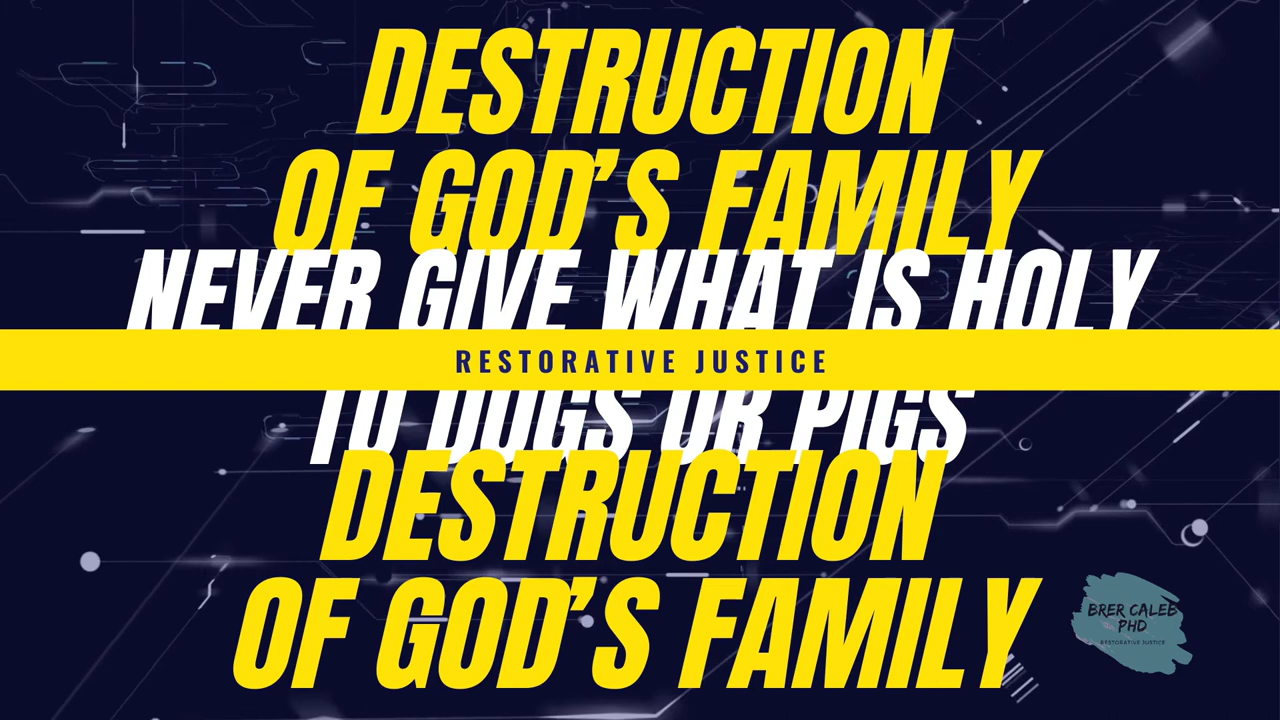 DESTRUCTION
OF GOD'S FAMILY
NEVER GIVE WHAT IS HOLY
RESTORATIVE JUSTICE
TO DOGS OR PIGS
DESTRUCTION
OF GOD'S FAMILY
BRER CALEB
PHD
RESTORATIVE JUSTICE